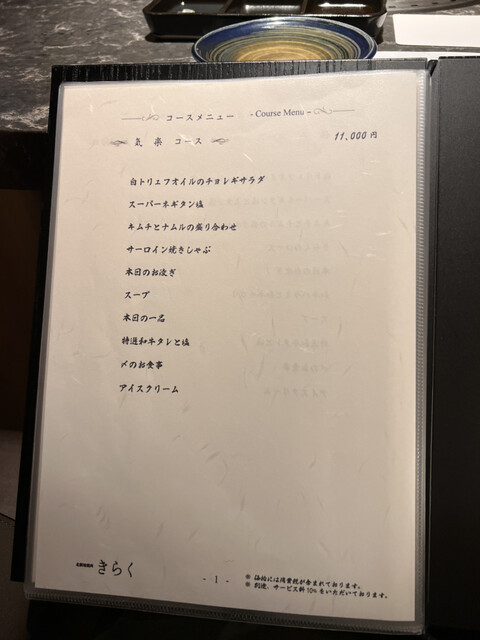 コースメニュー - Course Menu -
気楽 コース 11,000円
白トリュフオイルのチョレギサラダ
スーパーネギタン塩
キムチとナムルの盛り合わせ
サーロイン焼きしゃぶ
本日のお凌ぎ
スープ
本日の一品
特選和牛タレと塩
〆のお食事
アイスクリーム
きらく
- 1 -
※ 価格には消費税が含まれております。
※ 別途、サービス料10%をいただいております。